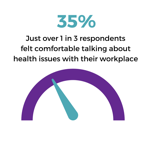 35%
Just over 1 in 3 respondents
felt comfortable talking about
health issues with their workplace